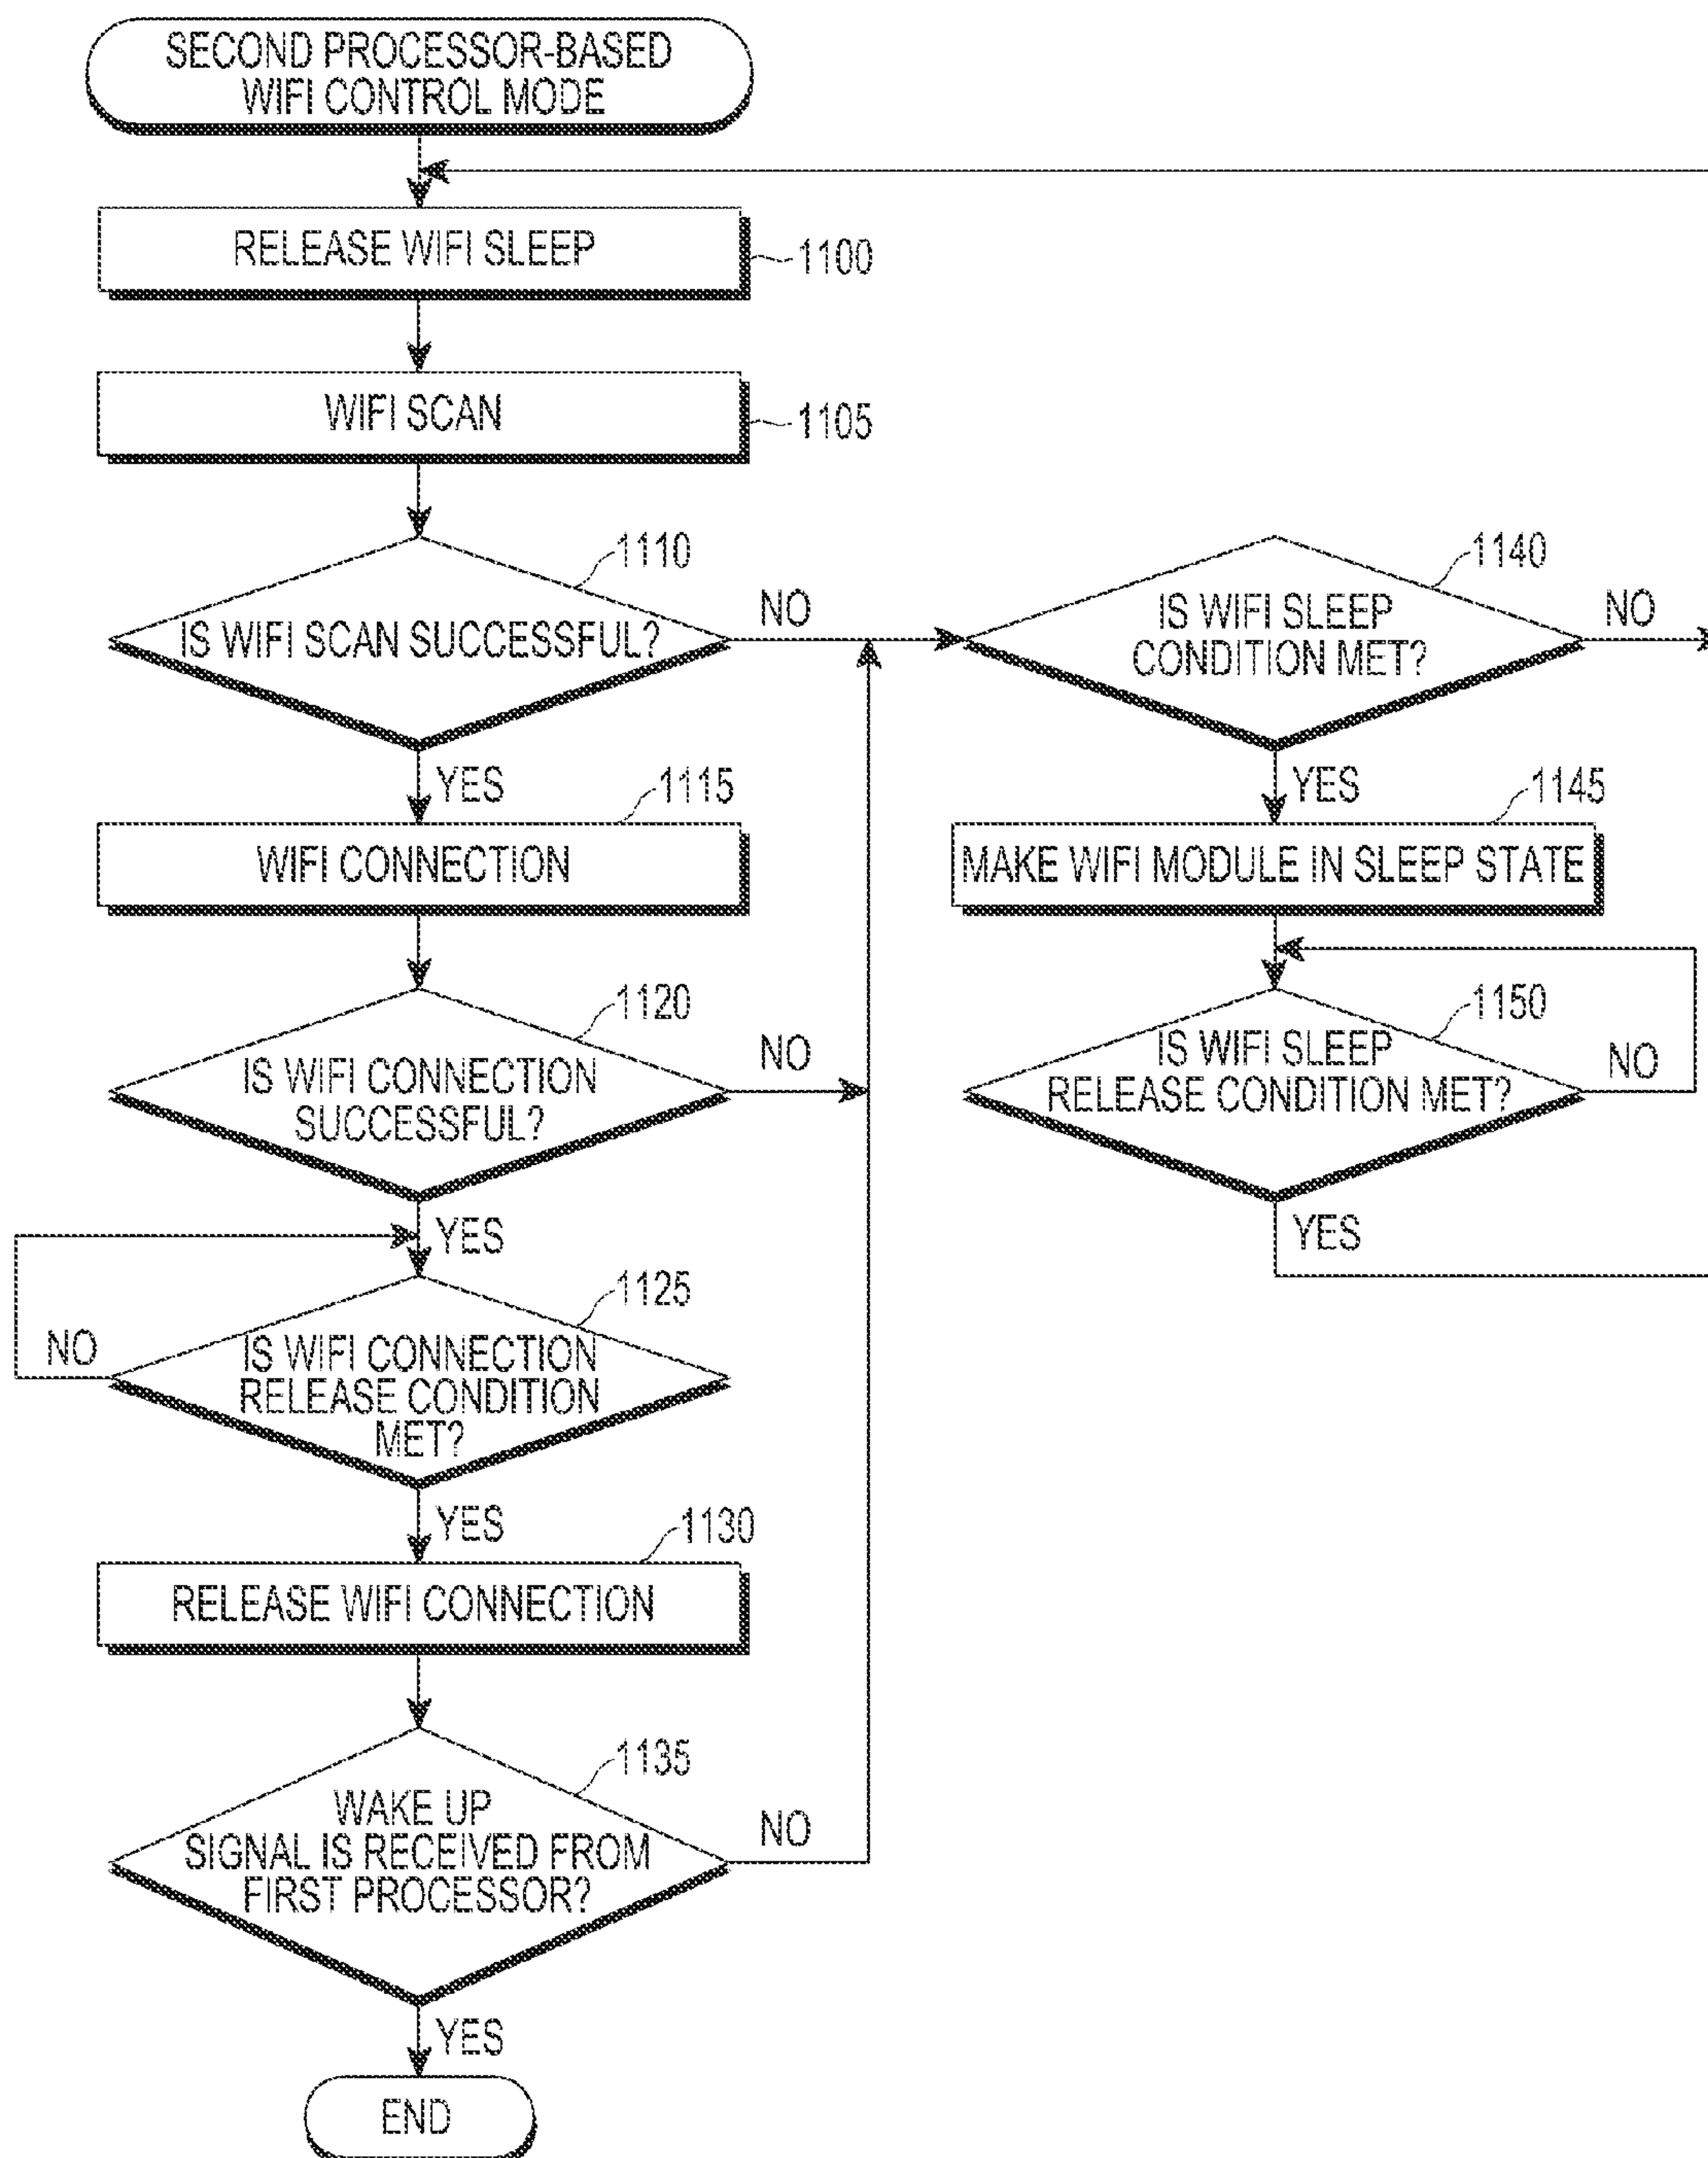 SECOND PROCESSOR-BASED
WIFI CONTROL MODE
RELEASE WIFI SLEEP
1100
WIFI SCAN
1105
1110
IS WIFI SCAN SUCCESSFUL?
NO
YES
1115
WIFI CONNECTION
1120
IS WIFI CONNECTION
SUCCESSFUL?
NO
YES
1125
IS WIFI CONNECTION
RELEASE CONDITION
MET?
NO
YES
1130
RELEASE WIFI CONNECTION
1135
WAKE UP
SIGNAL IS RECEIVED FROM
FIRST PROCESSOR?
NO
YES
END
1140
IS WIFI SLEEP
CONDITION MET?
NO
YES
1145
MAKE WIFI MODULE IN SLEEP STATE
1150
IS WIFI SLEEP
RELEASE CONDITION MET?
NO
YES